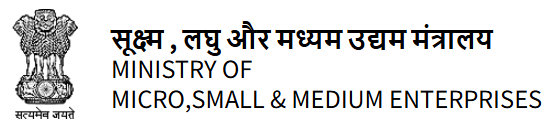 सूक्ष्म , लघु और मध्यम उद्यम मंत्रालय
MINISTRY OF
MICRO,SMALL & MEDIUM ENTERPRISES
सत्यमेव जयते